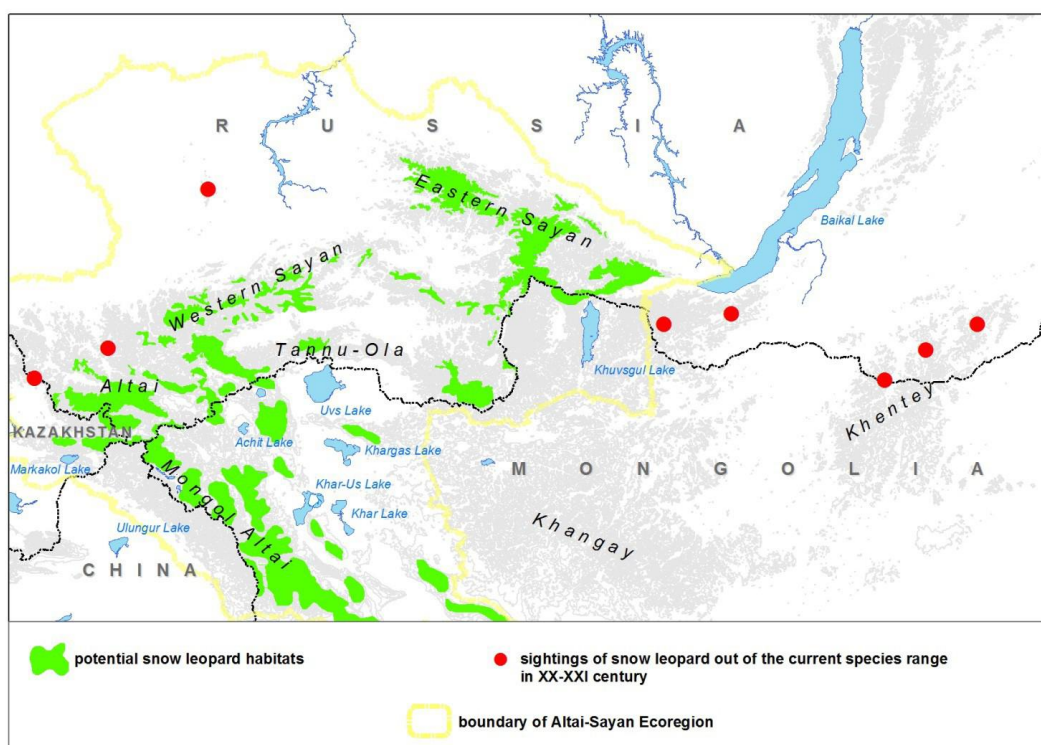 R U S S I A
Eastern Sayan
Baikal Lake
Western Sayan
Tannu-Ola
Khuvsgul Lake
Altai
Uvs Lake
Khentey
KAZAKHSTAN
Achit Lake
Khargas Lake
Markakol Lake
M O N G O L I A
Mongol Altai
Khar-Us Lake
Khar Lake
Khangay
Ulungur Lake
C H I N A
potential snow leopard habitats
sightings of snow leopard out of the current species range
in XX-XXI century
boundary of Altai-Sayan Ecoregion